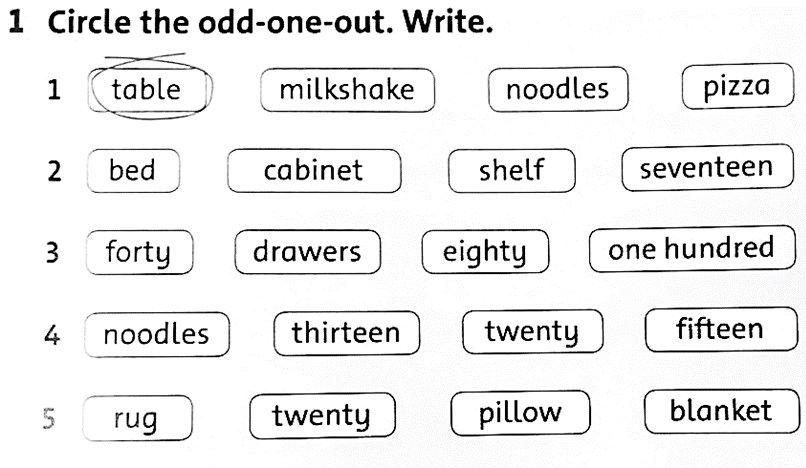 1 Circle the odd-one-out. Write.
1 table milkshake noodles pizza
2 bed cabinet shelf seventeen
3 forty drawers eighty one hundred
4 noodles thirteen twenty fifteen
5 rug twenty pillow blanket